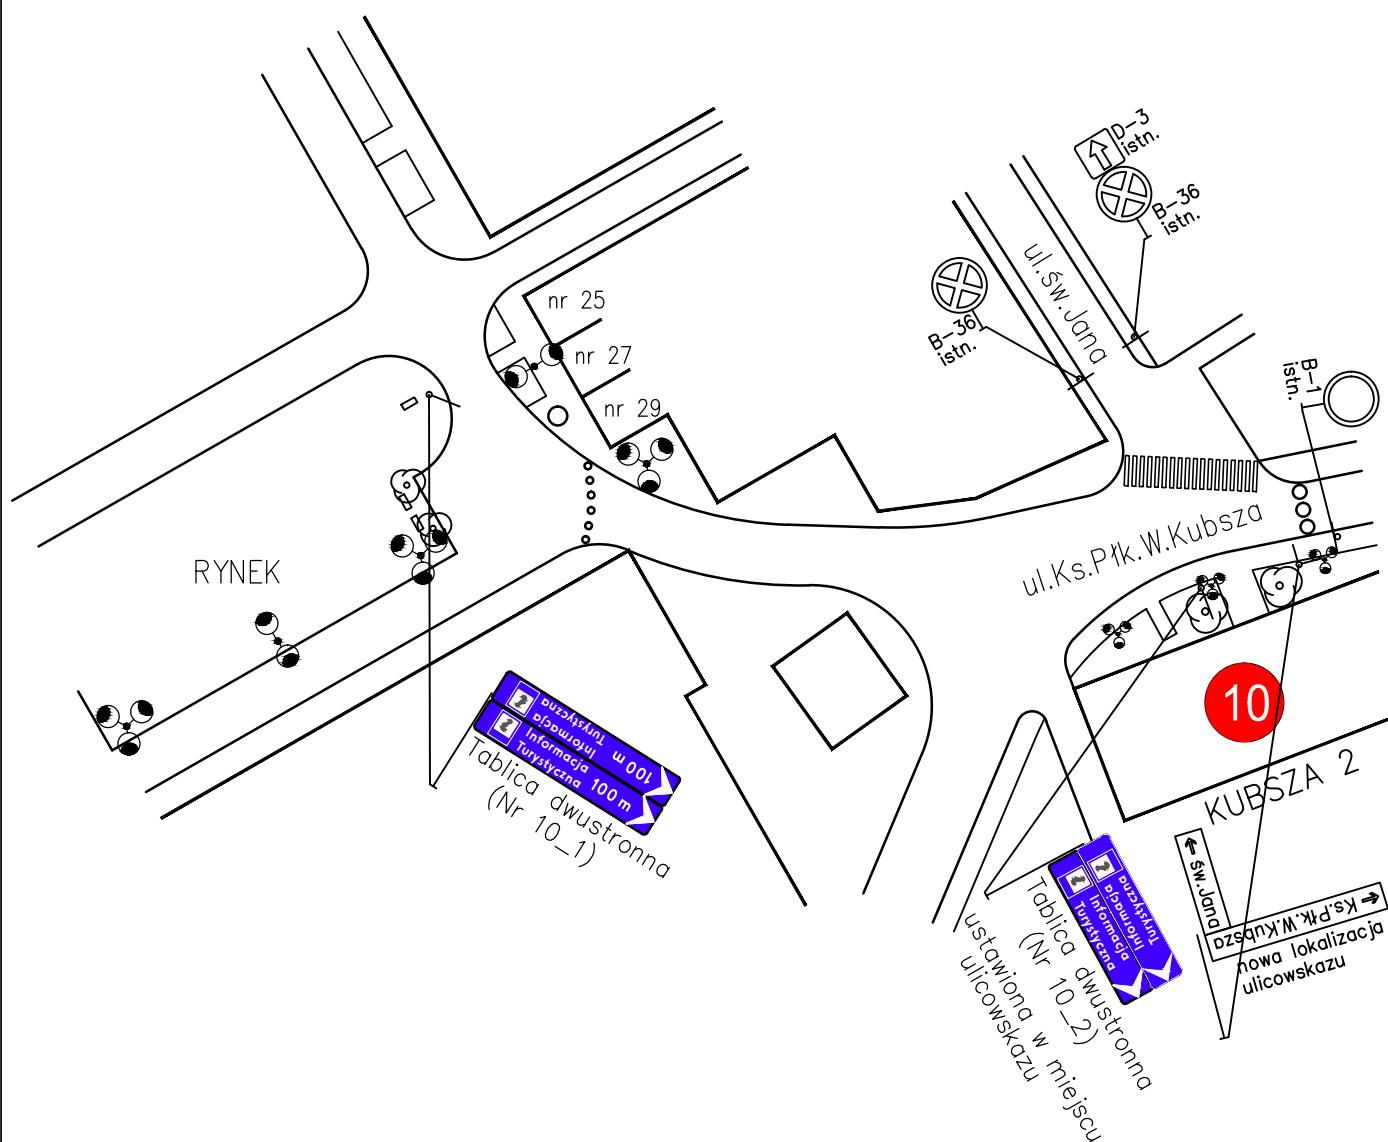 D-3
istn.
B-36
istn.
ul.św.Jana
B-36
istn.
nr 25
nr 27
nr 29
B-1
istn.
ul.Ks.Płk.W.Kubsza
RYNEK
10
KUBSZA 2
Informacja
Turystyczna
100 m
Informacja
Turystyczna
100 m
Tablica dwustronna
(Nr 10_1)
Informacja
Turystyczna
Informacja
Turystyczna
Tablica dwustronna
(Nr 10_2)
ustawiona w miejscu
ulicowskazu
św.Jana
Ks.Płk.W.Kubsza
nowa lokalizacja
ulicowskazu